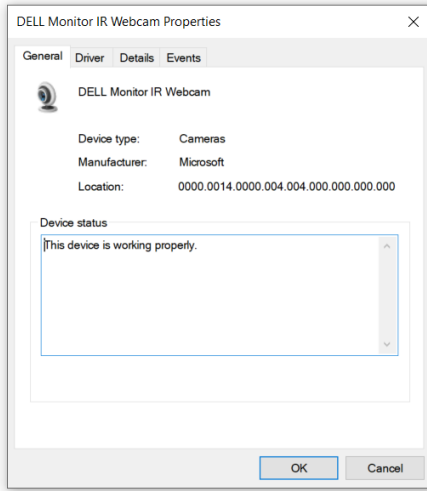 DELL Monitor IR Webcam Properties
General Driver Details Events
DELL Monitor IR Webcam
Device type: Cameras
Manufacturer: Microsoft
Location: 0000.0014.0000.004.004.000.000.000.000
Device status
This device is working properly.
OK Cancel